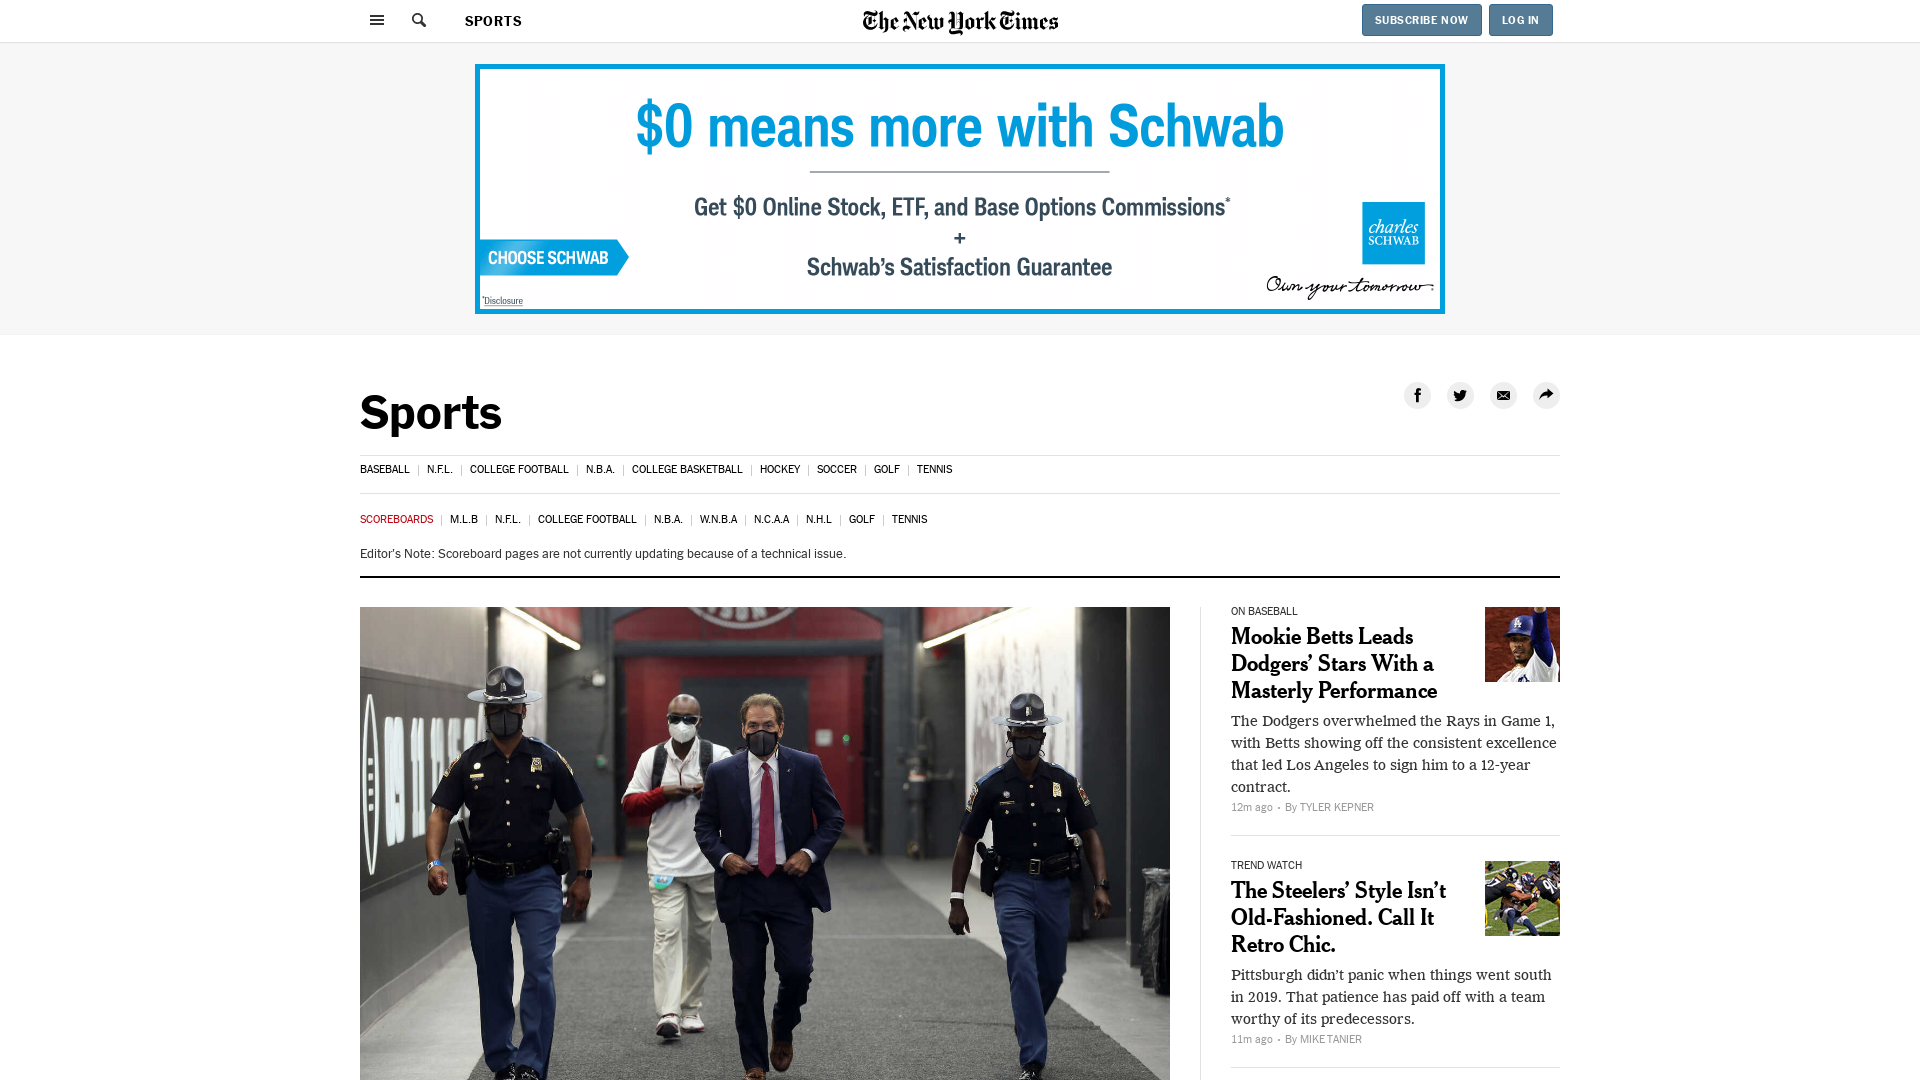 SPORTS
The New York Times
SUBSCRIBE NOW
LOG IN
$0 means more with Schwab
Get $0 Online Stock, ETF, and Base Options Commissions*
+
Schwab's Satisfaction Guarantee
CHOOSE SCHWAB
charles
SCHWAB
Own your tomorrow
*Disclosure
Sports
BASEBALL | N.F.L. | COLLEGE FOOTBALL | N.B.A. | COLLEGE BASKETBALL | HOCKEY | SOCCER | GOLF | TENNIS
SCOREBOARDS | M.L.B | N.F.L. | COLLEGE FOOTBALL | N.B.A. | W.N.B.A | N.C.A.A | N.H.L | GOLF | TENNIS
Editor's Note: Scoreboard pages are not currently updating because of a technical issue.
ON BASEBALL
Mookie Betts Leads
Dodgers’ Stars With a
Masterly Performance
The Dodgers overwhelmed the Rays in Game 1,
with Betts showing off the consistent excellence
that led Los Angeles to sign him to a 12-year
contract.
12m ago • By TYLER KEPNER
TREND WATCH
The Steelers’ Style Isn’t
Old-Fashioned. Call It
Retro Chic.
Pittsburgh didn’t panic when things went south
in 2019. That patience has paid off with a team
worthy of its predecessors.
11m ago • By MIKE TANIER